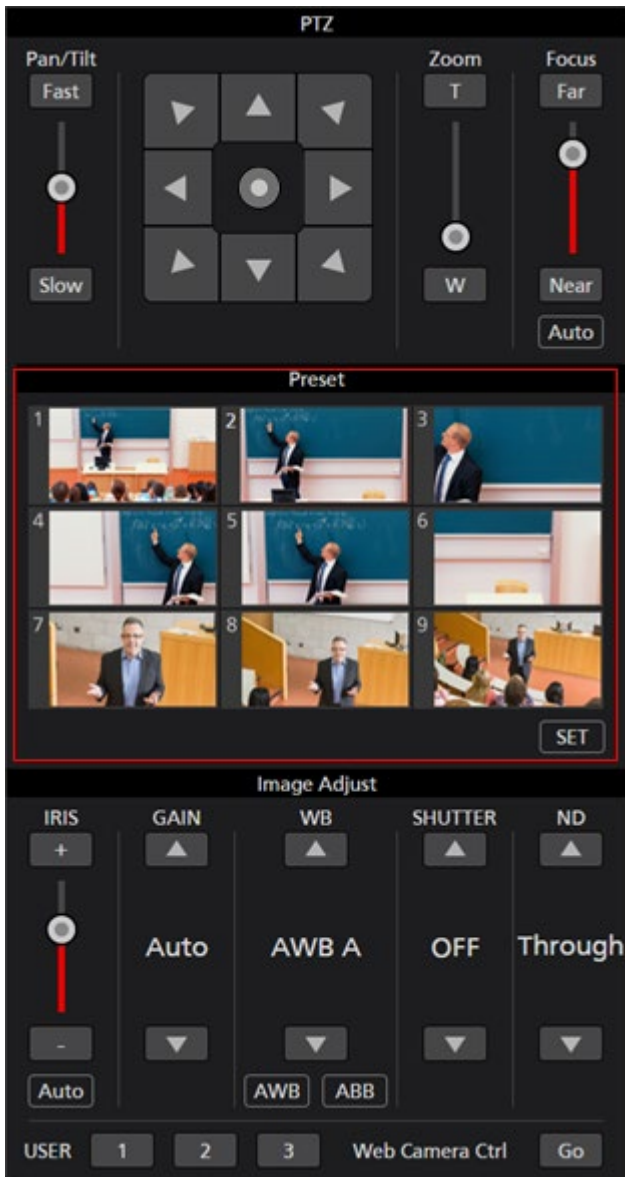 PTZ
Pan/Tilt Zoom Focus
Fast T Far
Slow W Near
Auto
Preset
1 2 3
4 5 6
7 8 9
SET
Image Adjust
IRIS GAIN WB SHUTTER ND
+
Auto AWB A OFF Through
-
Auto AWB ABB
USER 1 2 3 Web Camera Ctrl Go